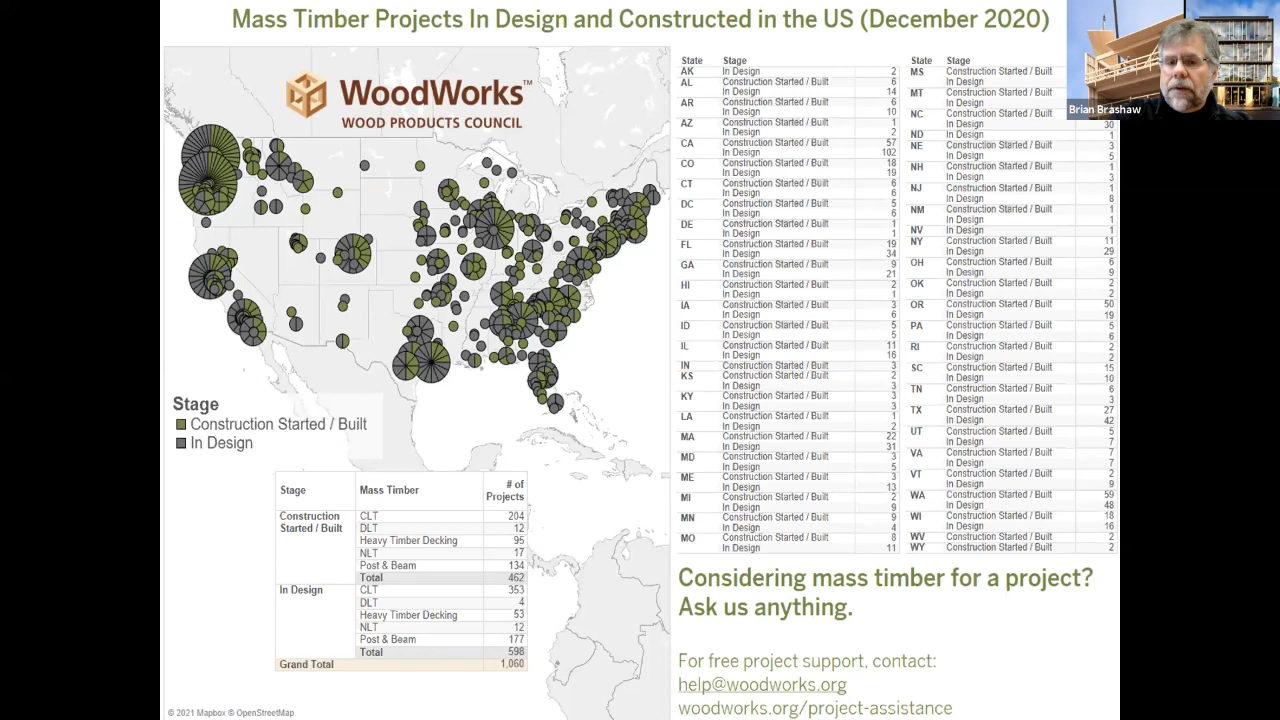 Mass Timber Projects In Design and Constructed in the US (December 2020)
Brian Brashaw
WoodWorks™
WOOD PRODUCTS COUNCIL
Stage
Construction Started / Built
In Design
Stage Mass Timber # of Projects
Construction Started / Built CLT 204
DLT 12
Heavy Timber Decking 95
NLT 17
Post & Beam 134
Total 462
In Design CLT 353
DLT 4
Heavy Timber Decking 53
NLT 12
Post & Beam 177
Total 598
Grand Total 1,060
© 2021 Mapbox © OpenStreetMap
State Stage
AK In Design 2
AL Construction Started / Built 6
In Design 14
AR Construction Started / Built 6
In Design 10
AZ Construction Started / Built 1
In Design 2
CA Construction Started / Built 57
In Design 102
CO Construction Started / Built 18
In Design 19
CT Construction Started / Built 6
In Design 6
DC Construction Started / Built 5
In Design 6
DE Construction Started / Built 1
In Design 1
FL Construction Started / Built 19
In Design 34
GA Construction Started / Built 9
In Design 21
HI Construction Started / Built 2
In Design 1
IA Construction Started / Built 3
In Design 6
ID Construction Started / Built 5
In Design 5
IL Construction Started / Built 11
In Design 16
IN Construction Started / Built 3
KS Construction Started / Built 2
In Design 3
KY Construction Started / Built 3
In Design 3
LA Construction Started / Built 1
In Design 2
MA Construction Started / Built 22
In Design 31
MD Construction Started / Built 3
In Design 5
ME Construction Started / Built 3
In Design 13
MI Construction Started / Built 2
In Design 9
MN Construction Started / Built 9
In Design 4
MO Construction Started / Built 8
In Design 11
State Stage
MS Construction Started / Built
In Design
MT Construction Started / Built
In Design
NC Construction Started / Built
In Design 30
ND In Design 1
NE Construction Started / Built 3
In Design 5
NH Construction Started / Built 1
In Design 3
NJ Construction Started / Built 1
In Design 8
NM Construction Started / Built 1
In Design 1
NV In Design 1
NY Construction Started / Built 11
In Design 29
OH Construction Started / Built 6
In Design 9
OK Construction Started / Built 2
In Design 2
OR Construction Started / Built 50
In Design 19
PA Construction Started / Built 5
In Design 6
RI Construction Started / Built 2
In Design 2
SC Construction Started / Built 15
In Design 10
TN Construction Started / Built 6
In Design 3
TX Construction Started / Built 27
In Design 42
UT Construction Started / Built 5
In Design 7
VA Construction Started / Built 7
In Design 7
VT Construction Started / Built 2
In Design 9
WA Construction Started / Built 59
In Design 48
WI Construction Started / Built 18
In Design 16
WV Construction Started / Built 2
WY Construction Started / Built 2
Considering mass timber for a project?
Ask us anything.
For free project support, contact:
help@woodworks.org
woodworks.org/project-assistance